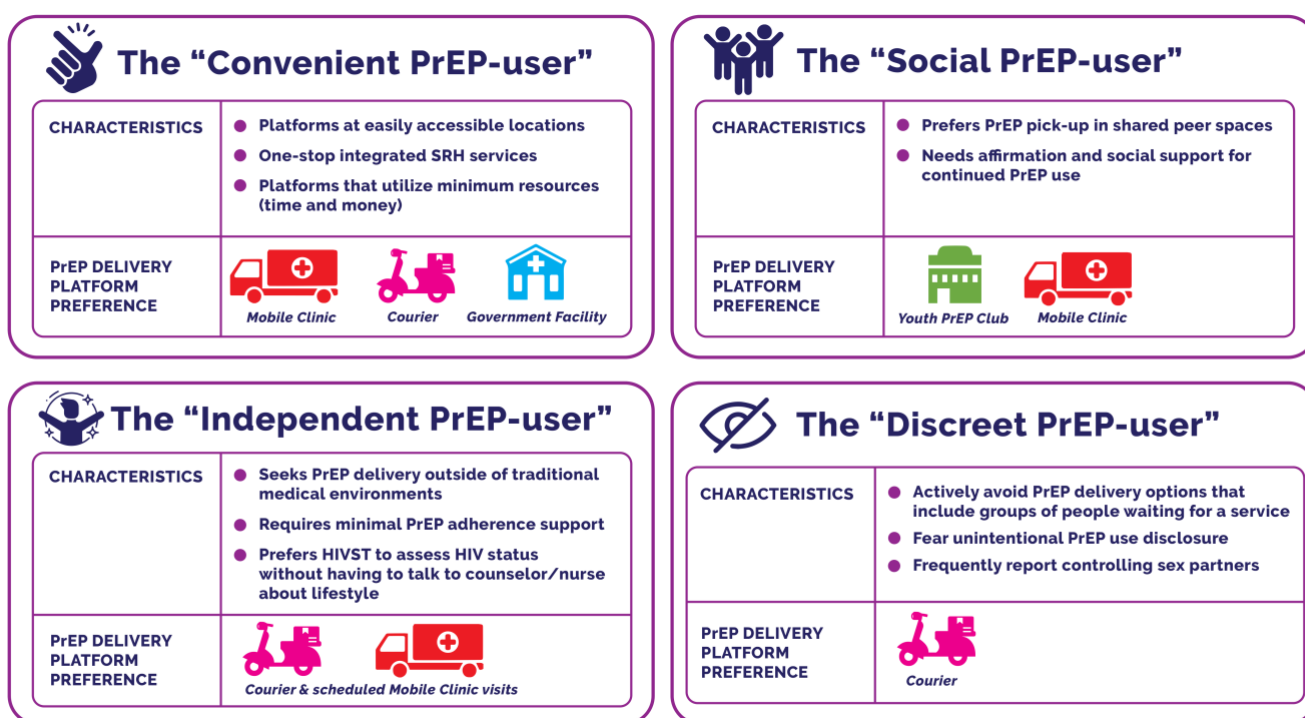 The “Convenient PrEP-user”
CHARACTERISTICS
Platforms at easily accessible locations
One-stop integrated SRH services
Platforms that utilize minimum resources
(time and money)
PrEP DELIVERY
PLATFORM
PREFERENCE
Mobile Clinic
Courier
Government Facility
The “Social PrEP-user”
CHARACTERISTICS
Prefers PrEP pick-up in shared peer spaces
Needs affirmation and social support for
continued PrEP use
PrEP DELIVERY
PLATFORM
PREFERENCE
Youth PrEP Club
Mobile Clinic
The “Independent PrEP-user”
CHARACTERISTICS
Seeks PrEP delivery outside of traditional
medical environments
Requires minimal PrEP adherence support
Prefers HIVST to assess HIV status
without having to talk to counselor/nurse
about lifestyle
PrEP DELIVERY
PLATFORM
PREFERENCE
Courier & scheduled Mobile Clinic visits
The “Discreet PrEP-user”
CHARACTERISTICS
Actively avoid PrEP delivery options that
include groups of people waiting for a service
Fear unintentional PrEP use disclosure
Frequently report controlling sex partners
PrEP DELIVERY
PLATFORM
PREFERENCE
Courier